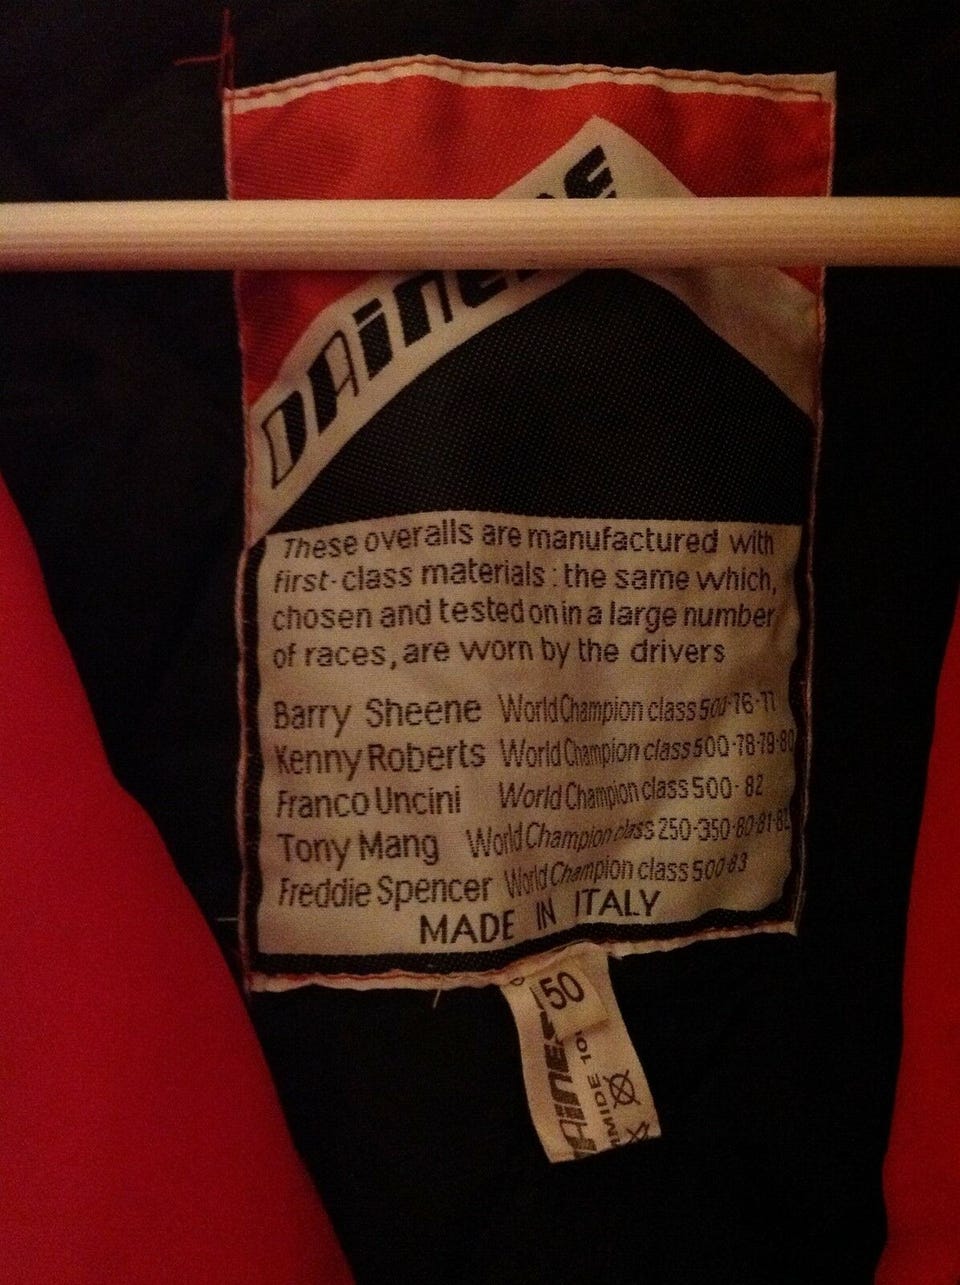 DAINESE
These overalls are manufactured with
first-class materials: the same which,
chosen and tested on in a large number
of races, are worn by the drivers
Barry Sheene World Champion class 500-76-77
Kenny Roberts World Champion class 500-78-79-80
Franco Uncini World Champion class 500-82
Tony Mang World Champion class 250-350-80-81-82
Freddie Spencer World Champion class 500-83
MADE IN ITALY
50
DAINES